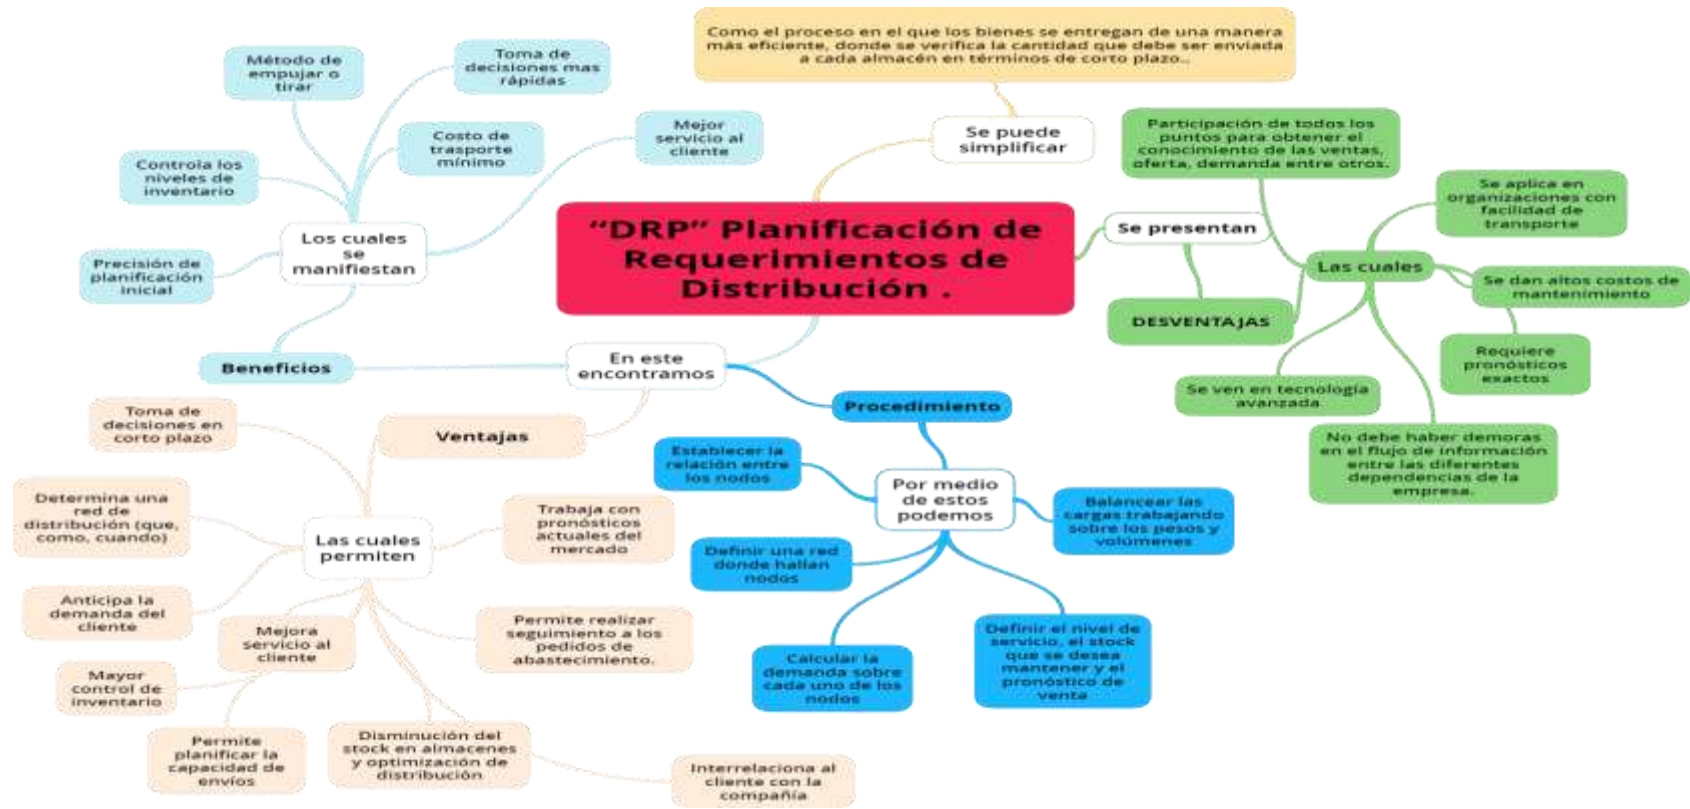 Como el proceso en el que los bienes se entregan de una manera
más eficiente, donde se verifica la cantidad que debe ser enviada
a cada almacén en términos de corto plazo..
Se puede
simplificar
“DRP” Planificación de
Requerimientos de
Distribución .
Método de
empujar o
tirar
Toma de
decisiones mas
rápidas
Costo de
trasporte
mínimo
Mejor
servicio al
cliente
Controla los
niveles de
inventario
Los cuales
se
manifiestan
Precisión de
planificación
inicial
Beneficios
En este
encontramos
Se presentan
DESVENTAJAS
Participación de todos los
puntos para obtener el
conocimiento de las ventas,
oferta, demanda entre otros.
Las cuales
Se aplica en
organizaciones con
facilidad de
transporte
Se dan altos costos de
mantenimiento
Requiere
pronósticos
exactos
Se ven en tecnología
avanzada
No debe haber demoras
en el flujo de información
entre las diferentes
dependencias de la
empresa.
Ventajas
Toma de
decisiones en
corto plazo
Determina una
red de
distribución (que,
como, cuando)
Las cuales
permiten
Trabaja con
pronósticos
actuales del
mercado
Anticipa la
demanda del
cliente
Mejora
servicio al
cliente
Permite realizar
seguimiento a los
pedidos de
abastecimiento.
Mayor
control de
inventario
Permite
planificar la
capacidad de
envíos
Disminución del
stock en almacenes
y optimización de
distribución
Interrelaciona al
cliente con la
compañía
Procedimiento
Establecer la
relación entre
los nodos
Por medio
de estos
podemos
Balancear las
cargas trabajando
sobre los pesos y
volúmenes
Definir una red
donde hallan
nodos
Calcular la
demanda sobre
cada uno de los
nodos
Definir el nivel de
servicio, el stock
que se desea
mantener y el
pronóstico de
venta